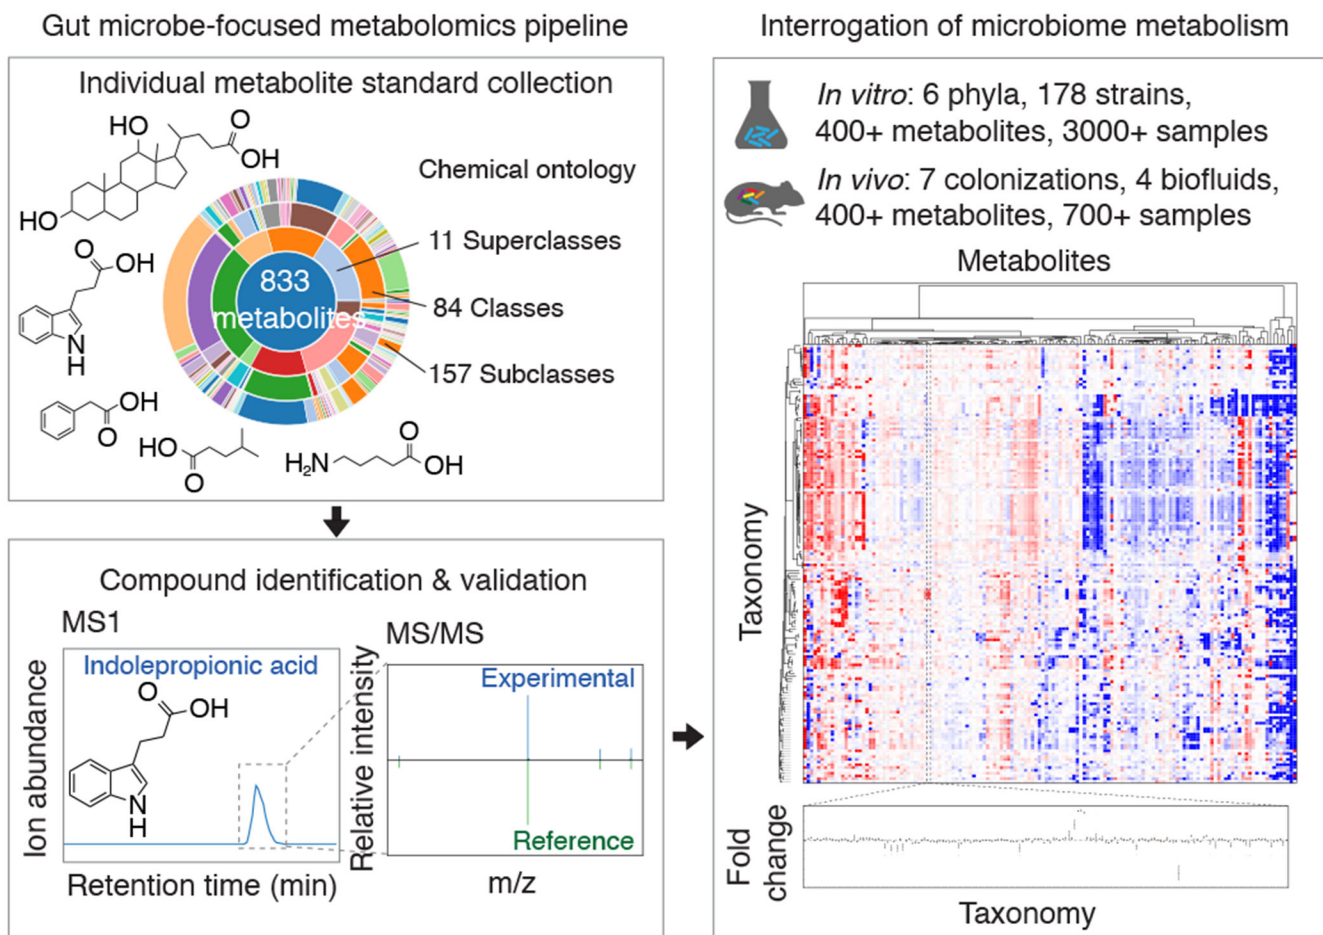 Gut microbe-focused metabolomics pipeline
Individual metabolite standard collection
HO
HO
O
OH
Chemical ontology
11 Superclasses
84 Classes
157 Subclasses
833
metabolites
O
OH
N
H
OH
O
HO
O
H₂N
O
OH
Compound identification & validation
MS1
Ion abundance
Indolepropionic acid
O
OH
N
H
Retention time (min)
MS/MS
Relative intensity
Experimental
Reference
m/z
Interrogation of microbiome metabolism
In vitro: 6 phyla, 178 strains,
400+ metabolites, 3000+ samples
In vivo: 7 colonizations, 4 biofluids,
400+ metabolites, 700+ samples
Metabolites
Taxonomy
Fold
change
Taxonomy